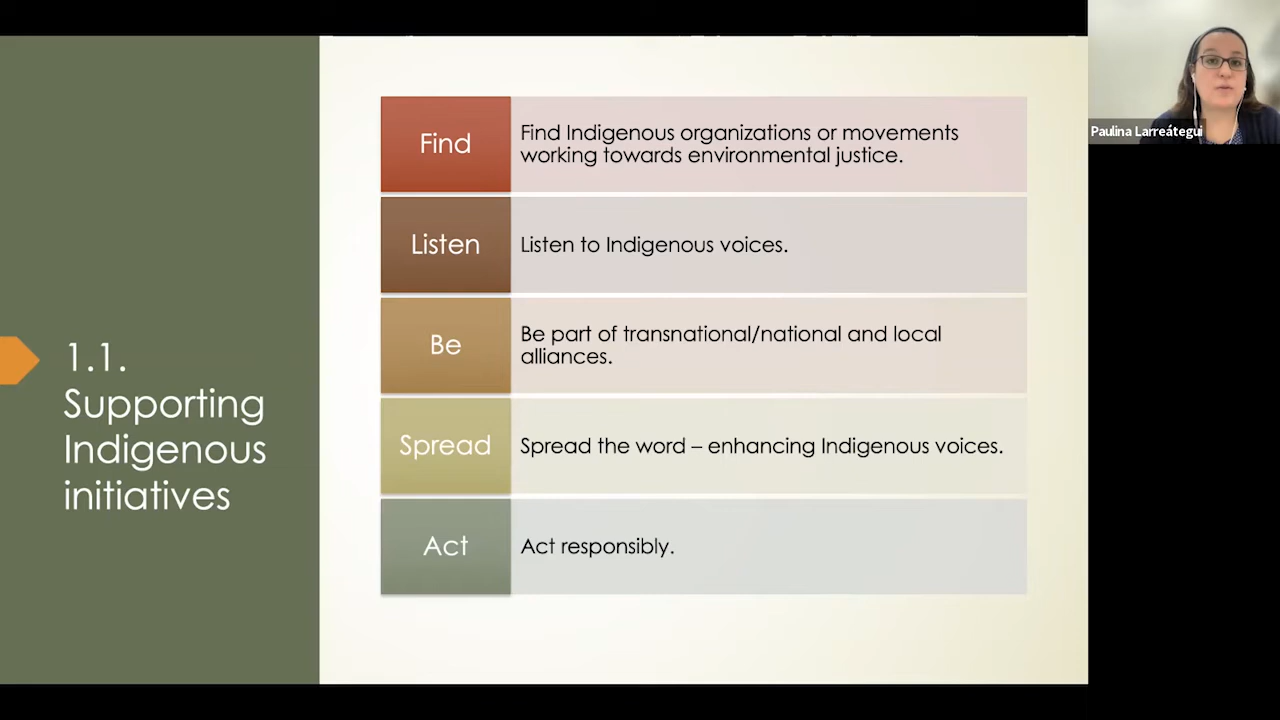 1.1.
Supporting
Indigenous
initiatives
Find
Find Indigenous organizations or movements
working towards environmental justice.
Listen
Listen to Indigenous voices.
Be
Be part of transnational/national and local
alliances.
Spread
Spread the word – enhancing Indigenous voices.
Act
Act responsibly.
Paulina Larreátegui